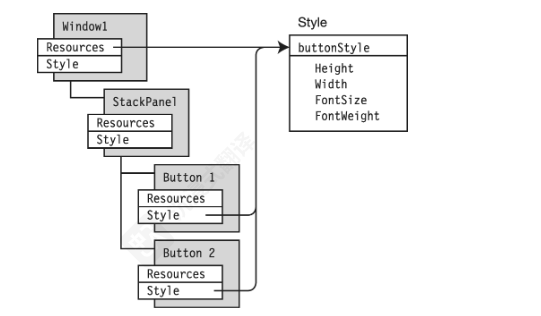 Window1
Resources
Style
StackPanel
Resources
Style
Button 1
Resources
Style
Button 2
Resources
Style
Style
buttonStyle
Height
Width
FontSize
FontWeight